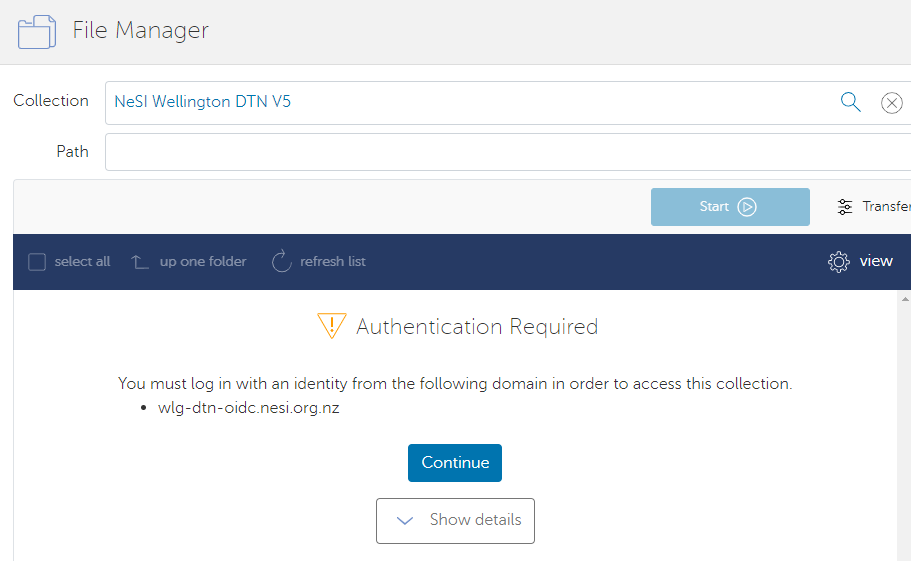 File Manager
Collection NeSI Wellington DTN V5
Path
Start Transfer
select all up one folder refresh list view
Authentication Required
You must log in with an identity from the following domain in order to access this collection.
• wlg-dtn-oidc.nesi.org.nz
Continue
Show details